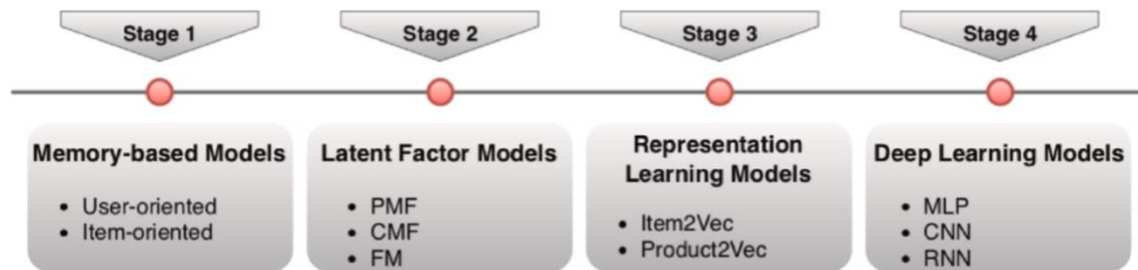 Stage 1
Stage 2
Stage 3
Stage 4
Memory-based Models
• User-oriented
• Item-oriented
Latent Factor Models
• PMF
• CMF
• FM
Representation
Learning Models
• Item2Vec
• Product2Vec
Deep Learning Models
• MLP
• CNN
• RNN